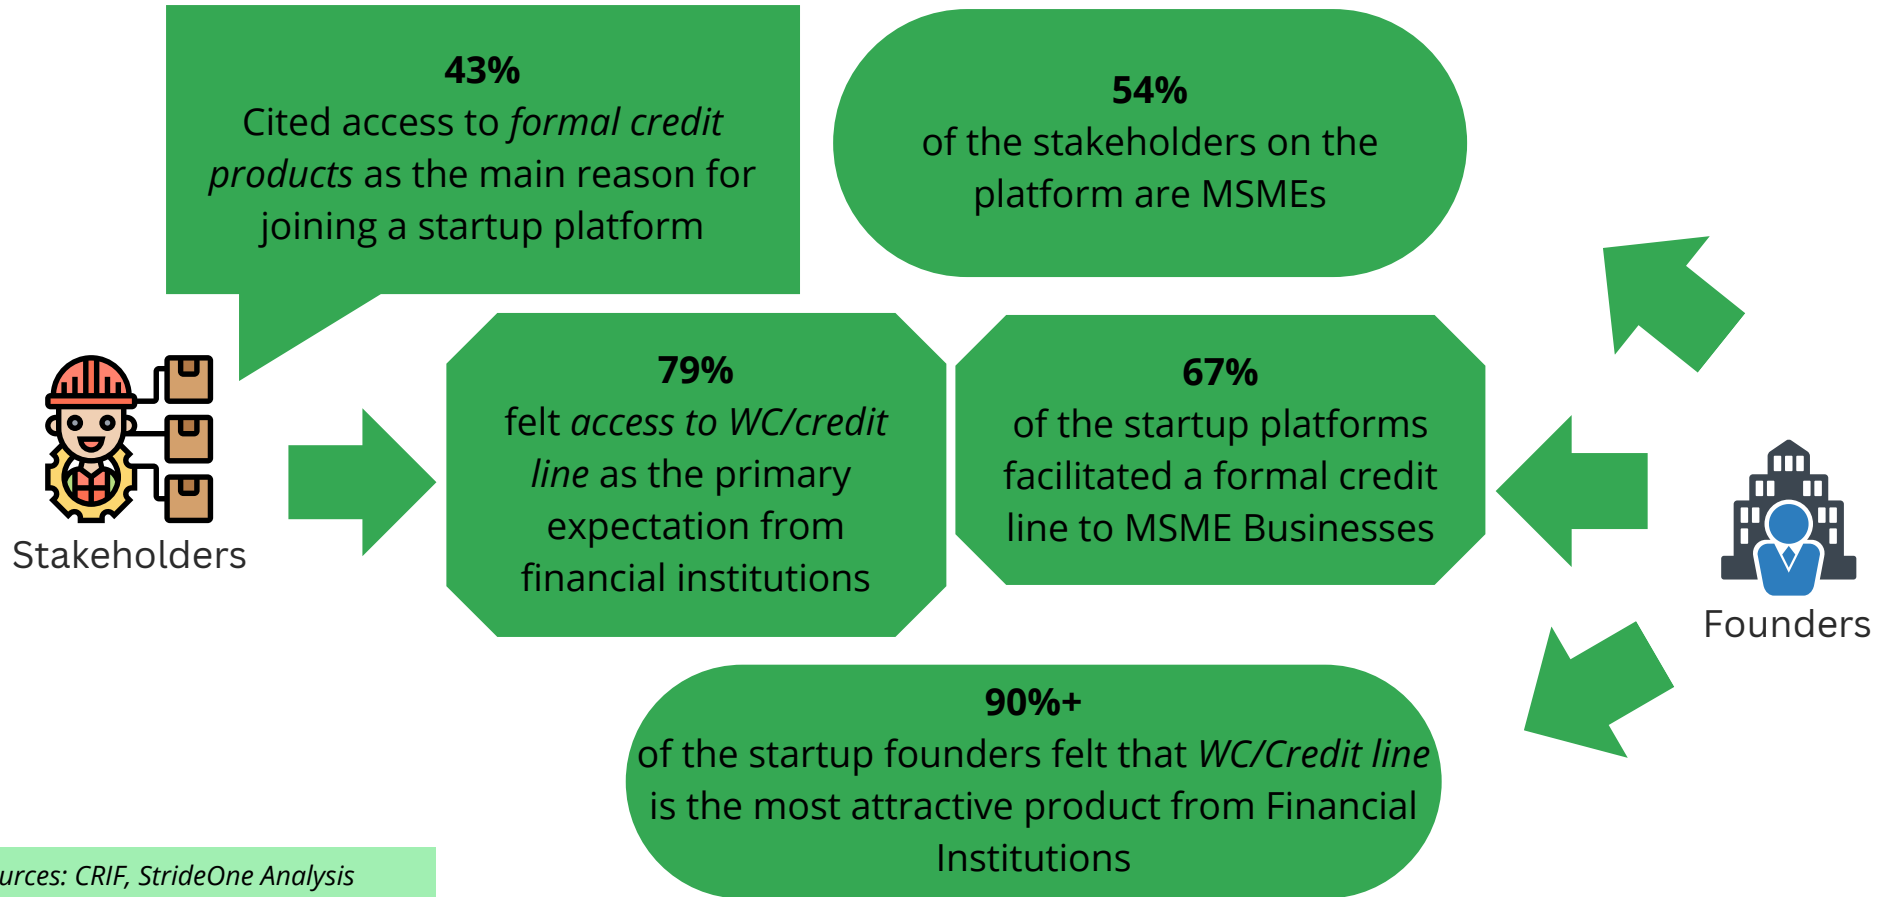 43%
Cited access to formal credit
products as the main reason for
joining a startup platform
54%
of the stakeholders on the
platform are MSMEs
79%
felt access to WC/credit
line as the primary
expectation from
financial institutions
67%
of the startup platforms
facilitated a formal credit
line to MSME Businesses
Stakeholders
Founders
90%+
of the startup founders felt that WC/Credit line
is the most attractive product from Financial
Institutions
urces: CRIF, StrideOne Analysis